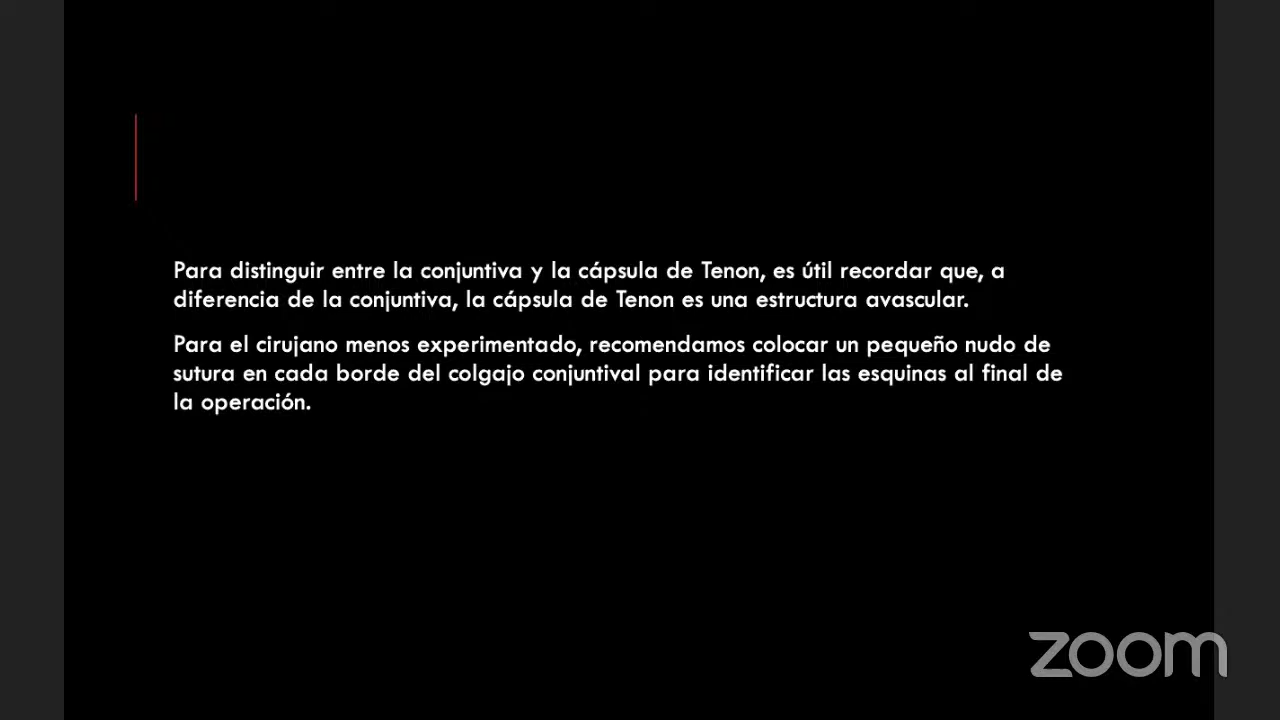 Para distinguir entre la conjuntiva y la cápsula de Tenon, es útil recordar que, a
diferencia de la conjuntiva, la cápsula de Tenon es una estructura avascular.
Para el cirujano menos experimentado, recomendamos colocar un pequeño nudo de
sutura en cada borde del colgajo conjuntival para identificar las esquinas al final de
la operación.
zoom